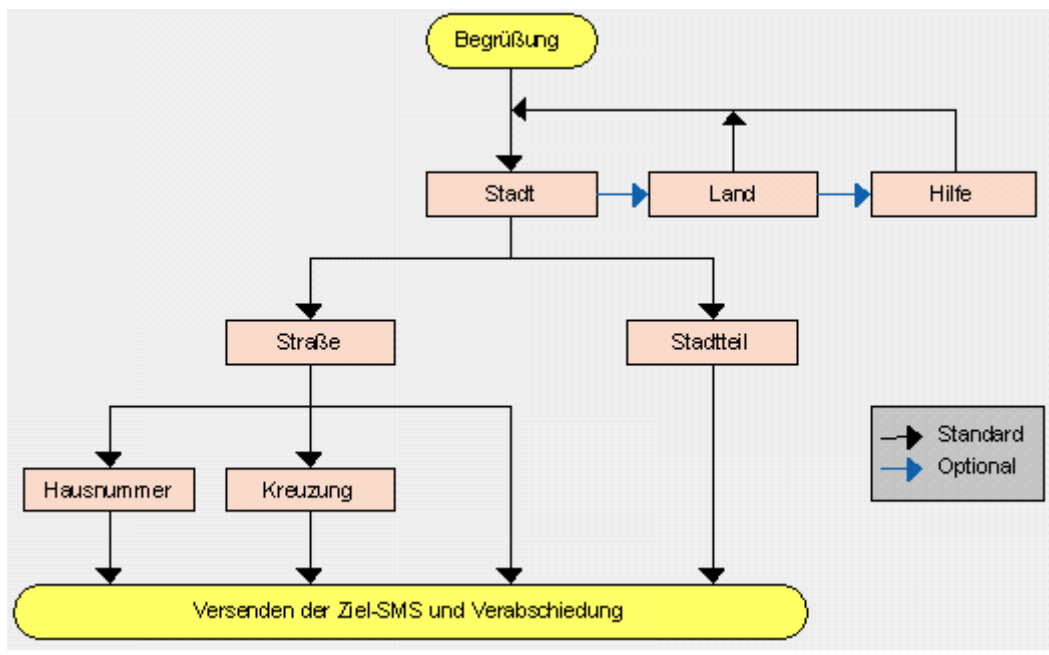 Begrüßung
Stadt
Land
Hilfe
Straße
Stadtteil
Standard
Optional
Hausnummer
Kreuzung
Versenden der Ziel-SMS und Verabschiedung